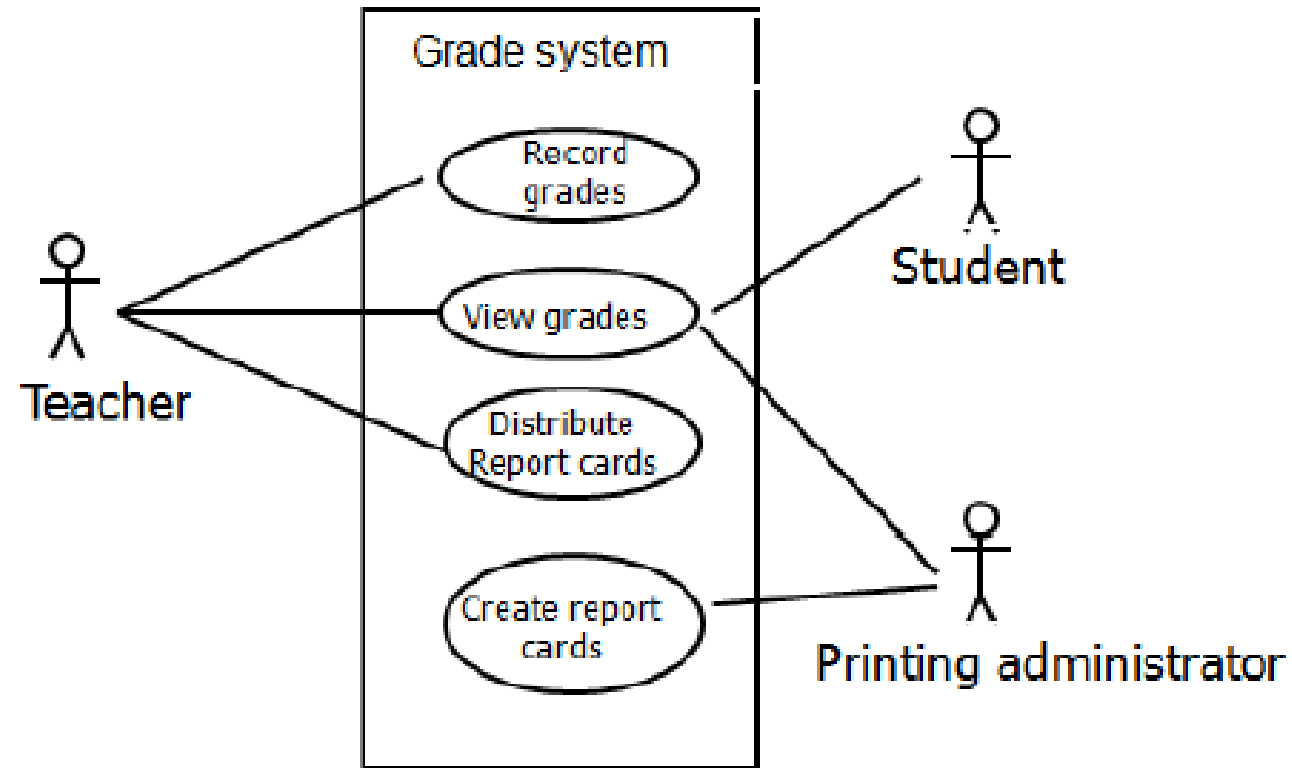 Grade system
Record
grades
View grades
Distribute
Report cards
Create report
cards
Teacher
Student
Printing administrator